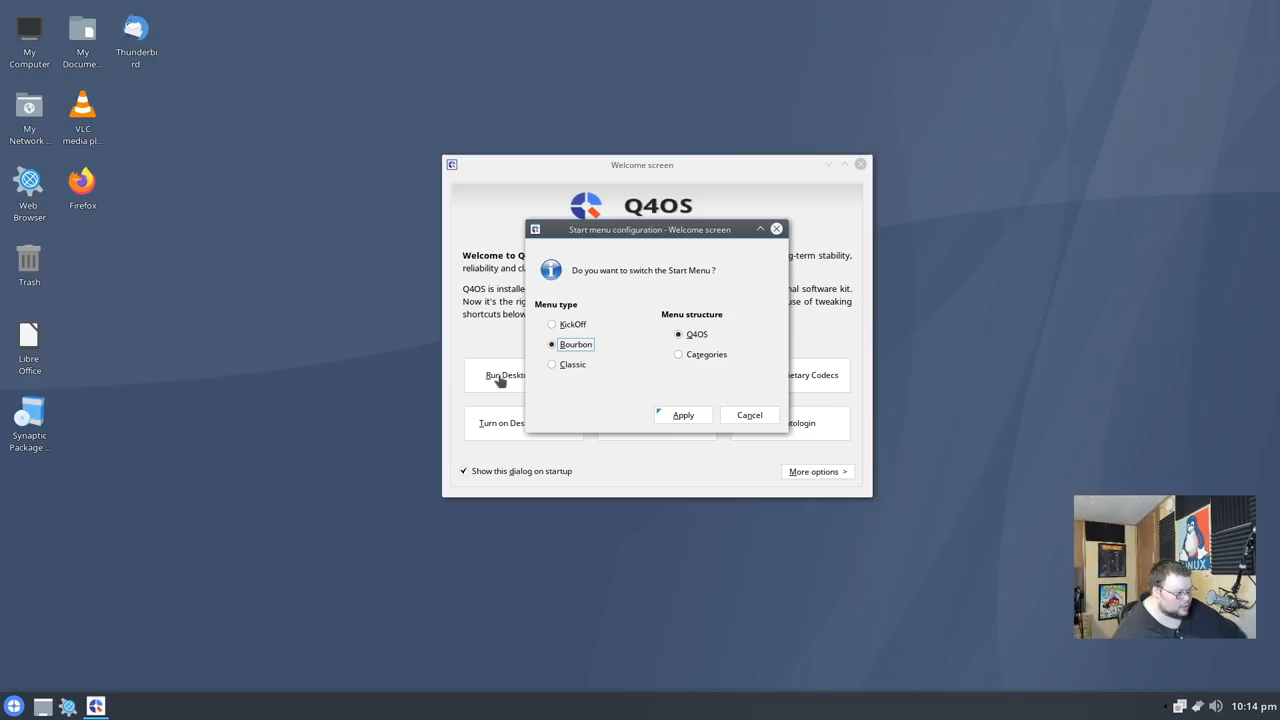 My
Computer
My
Docume...
Thunderbi
rd
My
Network ...
VLC
media pl...
Web
Browser
Firefox
Trash
Libre
Office
Synaptic
Package ...
Welcome screen
Q4OS
Start menu configuration - Welcome screen
Do you want to switch the Start Menu ?
Menu type
KickOff
Bourbon
Classic
Menu structure
Q4OS
Categories
Apply
Cancel
Welcome to Q
g-term stability,
reliability and cl
Q4OS is installe
nal software kit.
Now it's the rig
use of tweaking
shortcuts below
Run Deskto
etary Codecs
Turn on Des
tologin
Show this dialog on startup
More options >
LINUX
10:14 pm